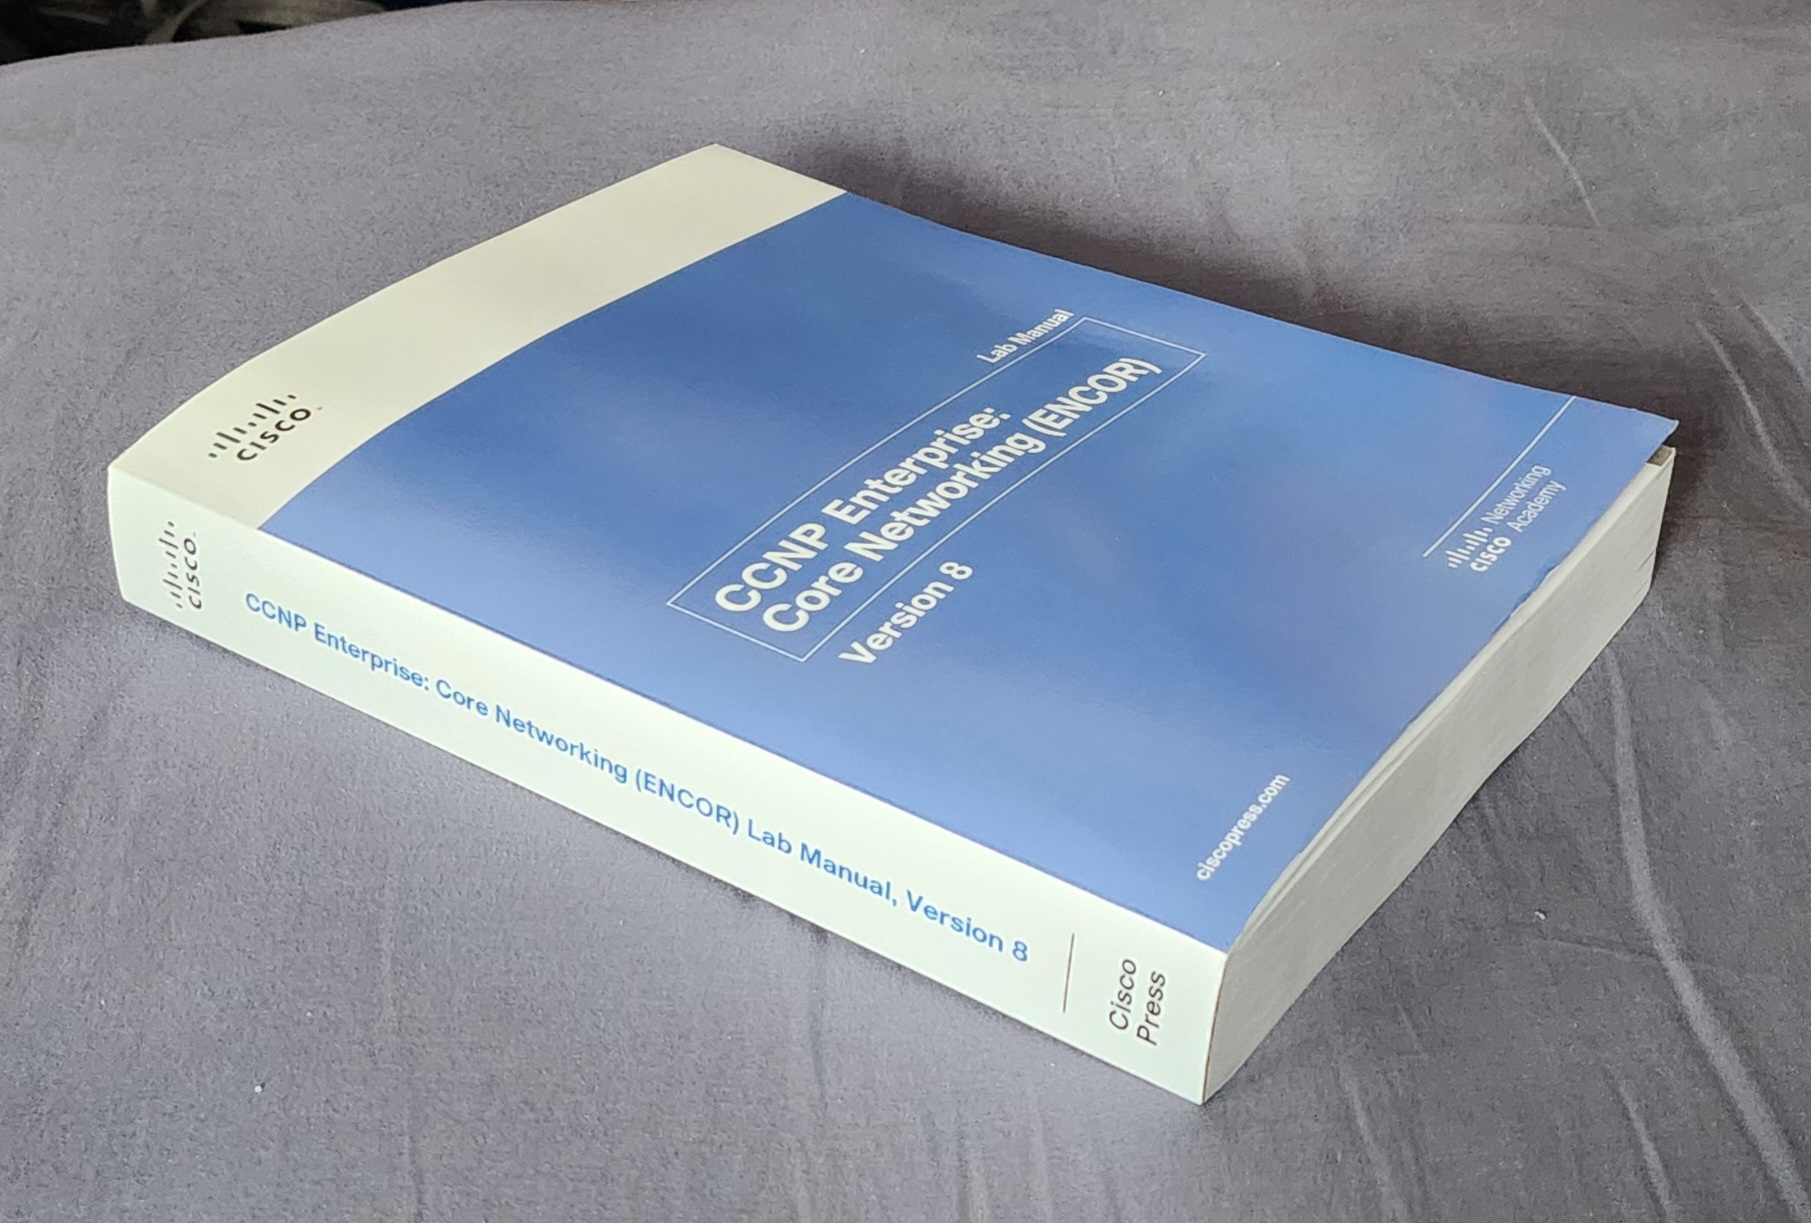 CISCO
Lab Manual
CCNP Enterprise:
Core Networking (ENCOR)
Version 8
CISCO
Networking
Academy
ciscopress.com
CISCO
CCNP Enterprise: Core Networking (ENCOR) Lab Manual, Version 8
Cisco
Press